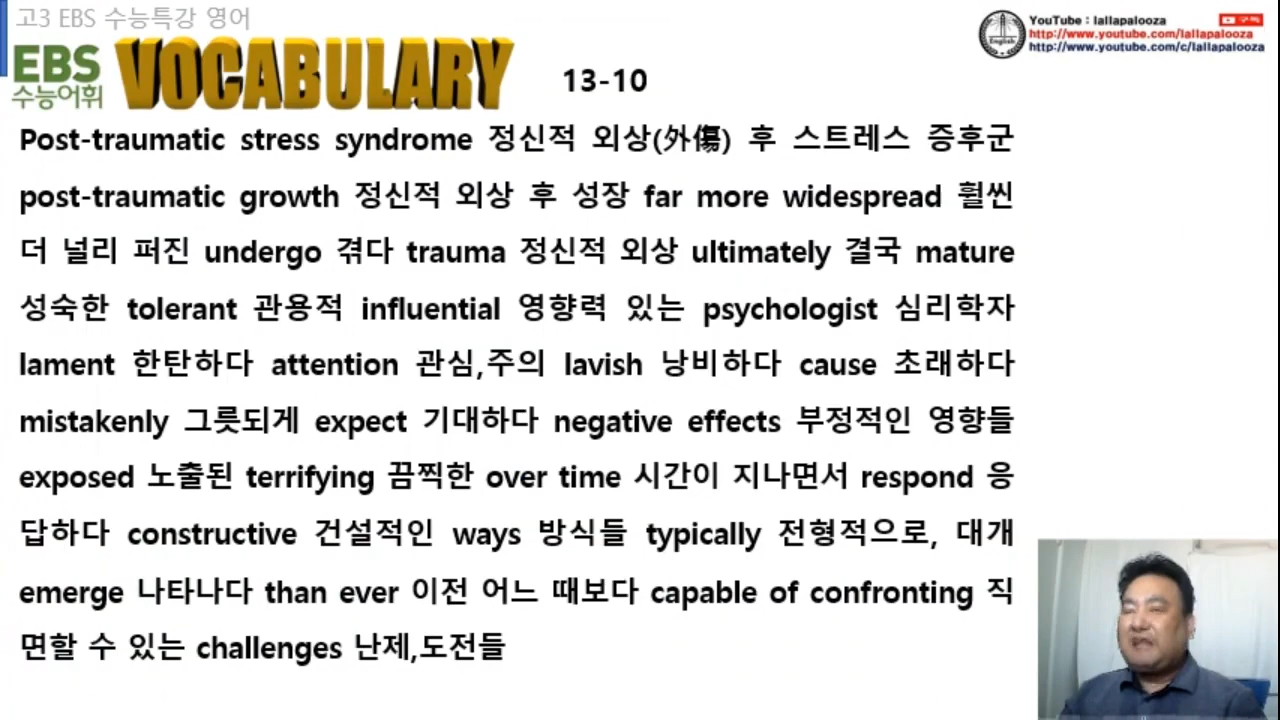 고3 EBS 수능특강 영어
EBS
수능어휘
VOCABULARY
13-10
English
YouTube : lallapalooza
구독
http://www.youtube.com/lallapalooza
http://www.youtube.com/c/lallapalooza
Post-traumatic stress syndrome 정신적 외상(外傷) 후 스트레스 증후군
post-traumatic growth 정신적 외상 후 성장 far more widespread 훨씬
더 널리 퍼진 undergo 겪다 trauma 정신적 외상 ultimately 결국 mature
성숙한 tolerant 관용적 influential 영향력 있는 psychologist 심리학자
lament 한탄하다 attention 관심,주의 lavish 낭비하다 cause 초래하다
mistakenly 그릇되게 expect 기대하다 negative effects 부정적인 영향들
exposed 노출된 terrifying 끔찍한 over time 시간이 지나면서 respond 응
답하다 constructive 건설적인 ways 방식들 typically 전형적으로, 대개
emerge 나타나다 than ever 이전 어느 때보다 capable of confronting 직
면할 수 있는 challenges 난제,도전들